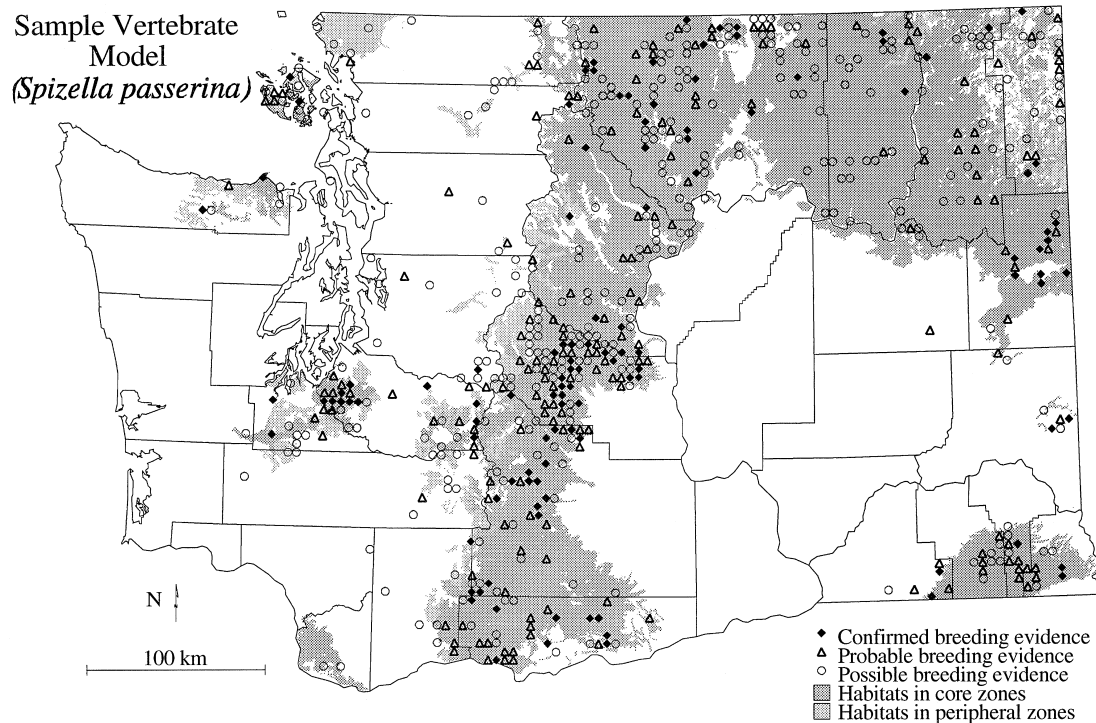 Sample Vertebrate
Model
(Spizella passerina)
N
100 km
Confirmed breeding evidence
Probable breeding evidence
Possible breeding evidence
Habitats in core zones
Habitats in peripheral zones